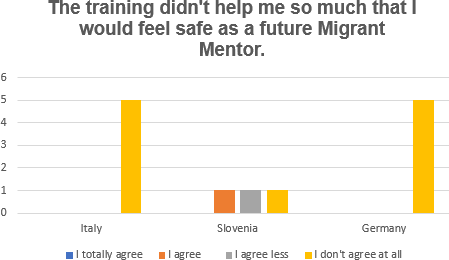 The training didn't help me so much that I
would feel safe as a future Migrant
Mentor.
6
5
4
3
2
1
0
Italy Slovenia Germany
I totally agree I agree I agree less I don't agree at all